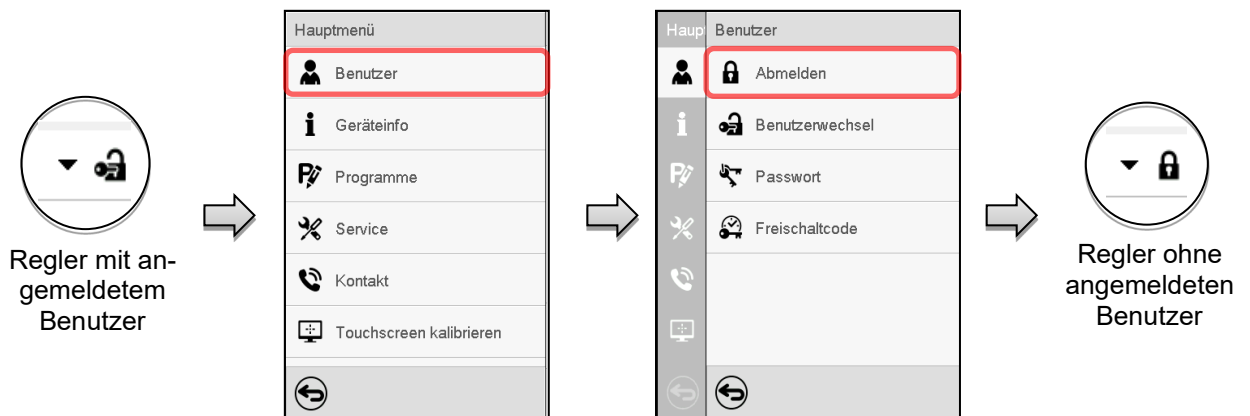 Regler mit an-
gemeldetem
Benutzer
Hauptmenü
Benutzer
Geräteinfo
Programme
Service
Kontakt
Touchscreen kalibrieren
Haup
Benutzer
Abmelden
Benutzerwechsel
Passwort
Freischaltcode
Regler ohne
angemeldeten
Benutzer